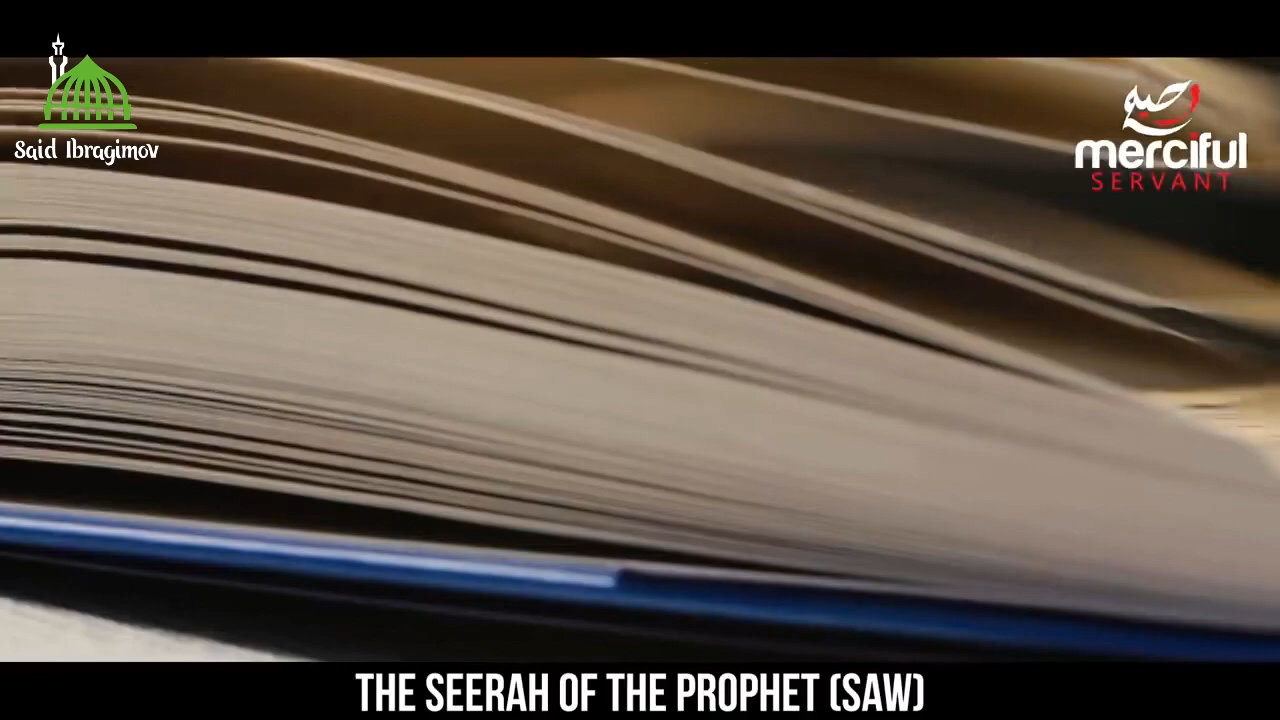 Said Ibragimov
merciful
SERVANT
THE SEERAH OF THE PROPHET (SAW)